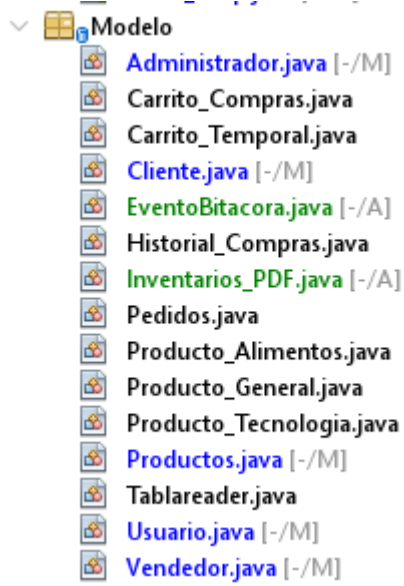 Modelo
Administrador.java [-/M]
Carrito_Compras.java
Carrito_Temporal.java
Cliente.java [-/M]
EventoBitacora.java [-/A]
Historial_Compras.java
Inventarios_PDF.java [-/A]
Pedidos.java
Producto_Alimentos.java
Producto_General.java
Producto_Tecnologia.java
Productos.java [-/M]
Tablareader.java
Usuario.java [-/M]
Vendedor.java [-/M]